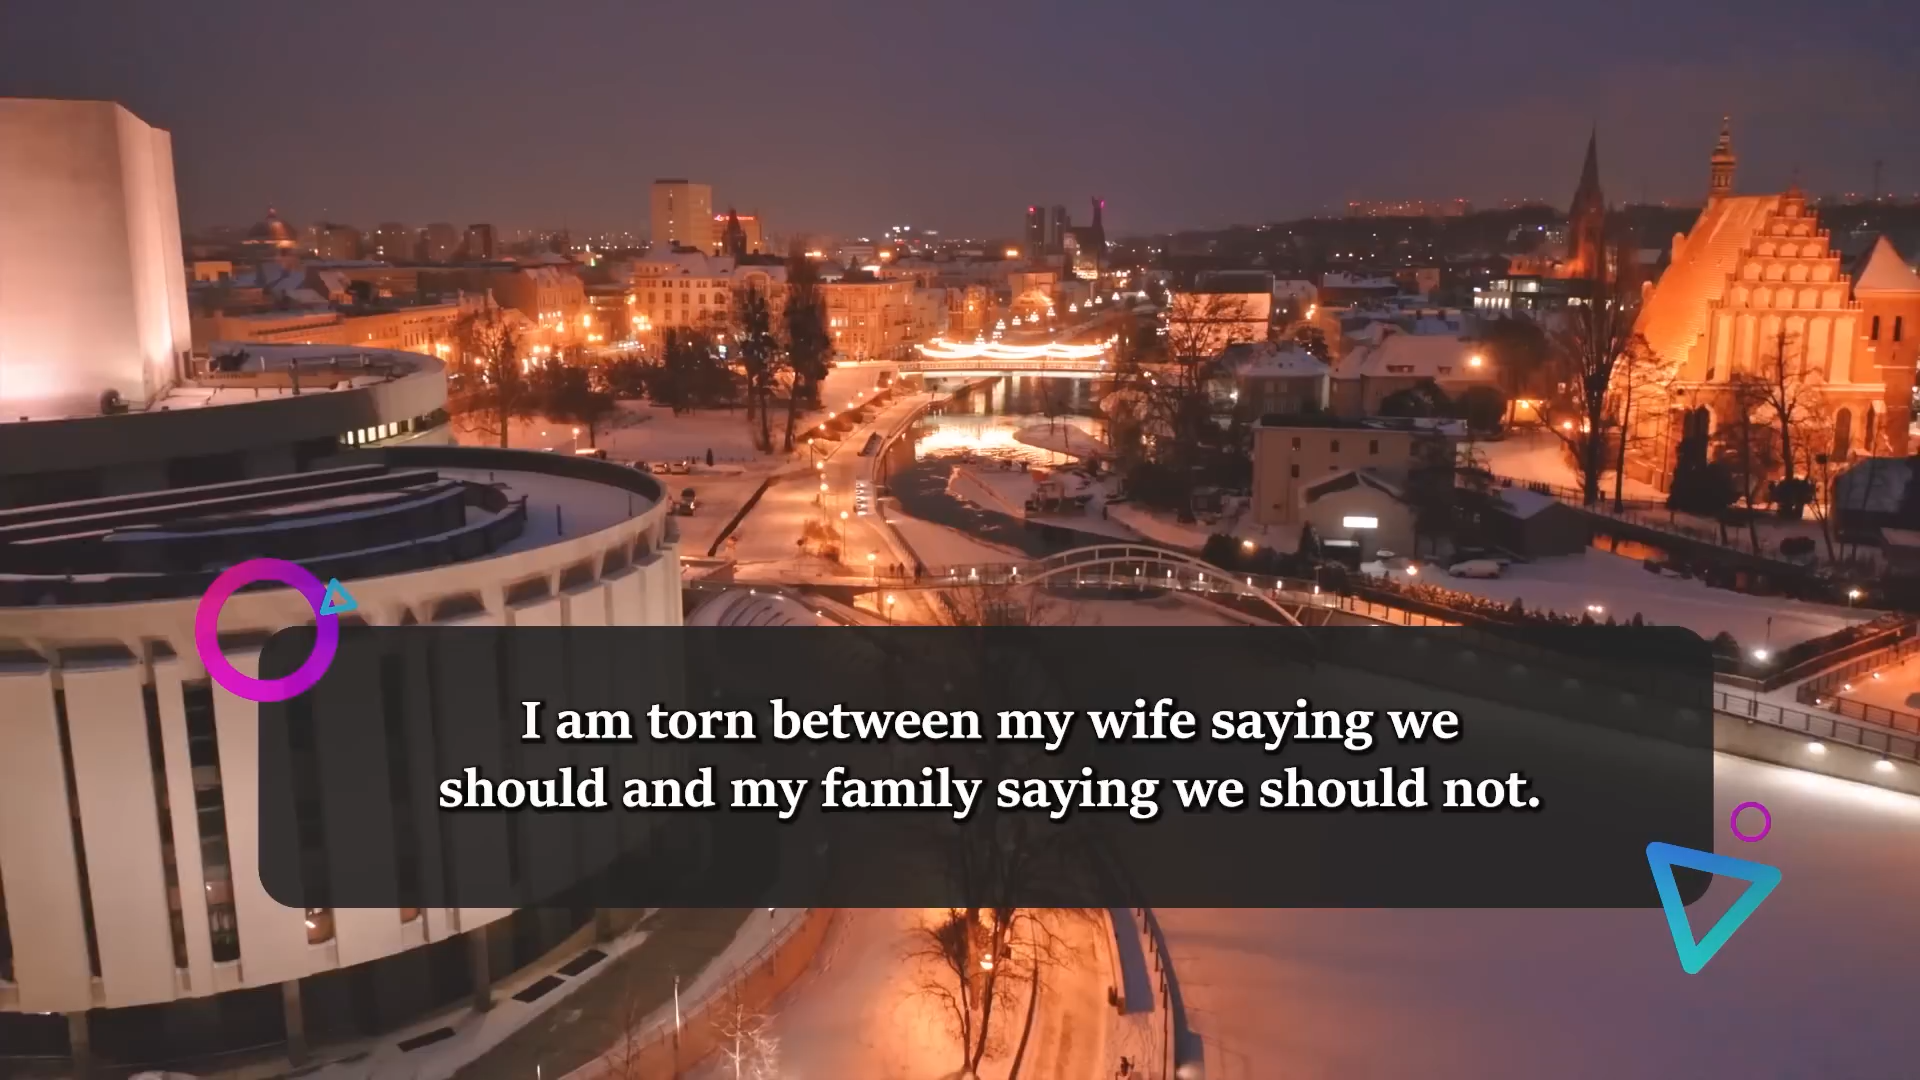 I am torn between my wife saying we
should and my family saying we should not.